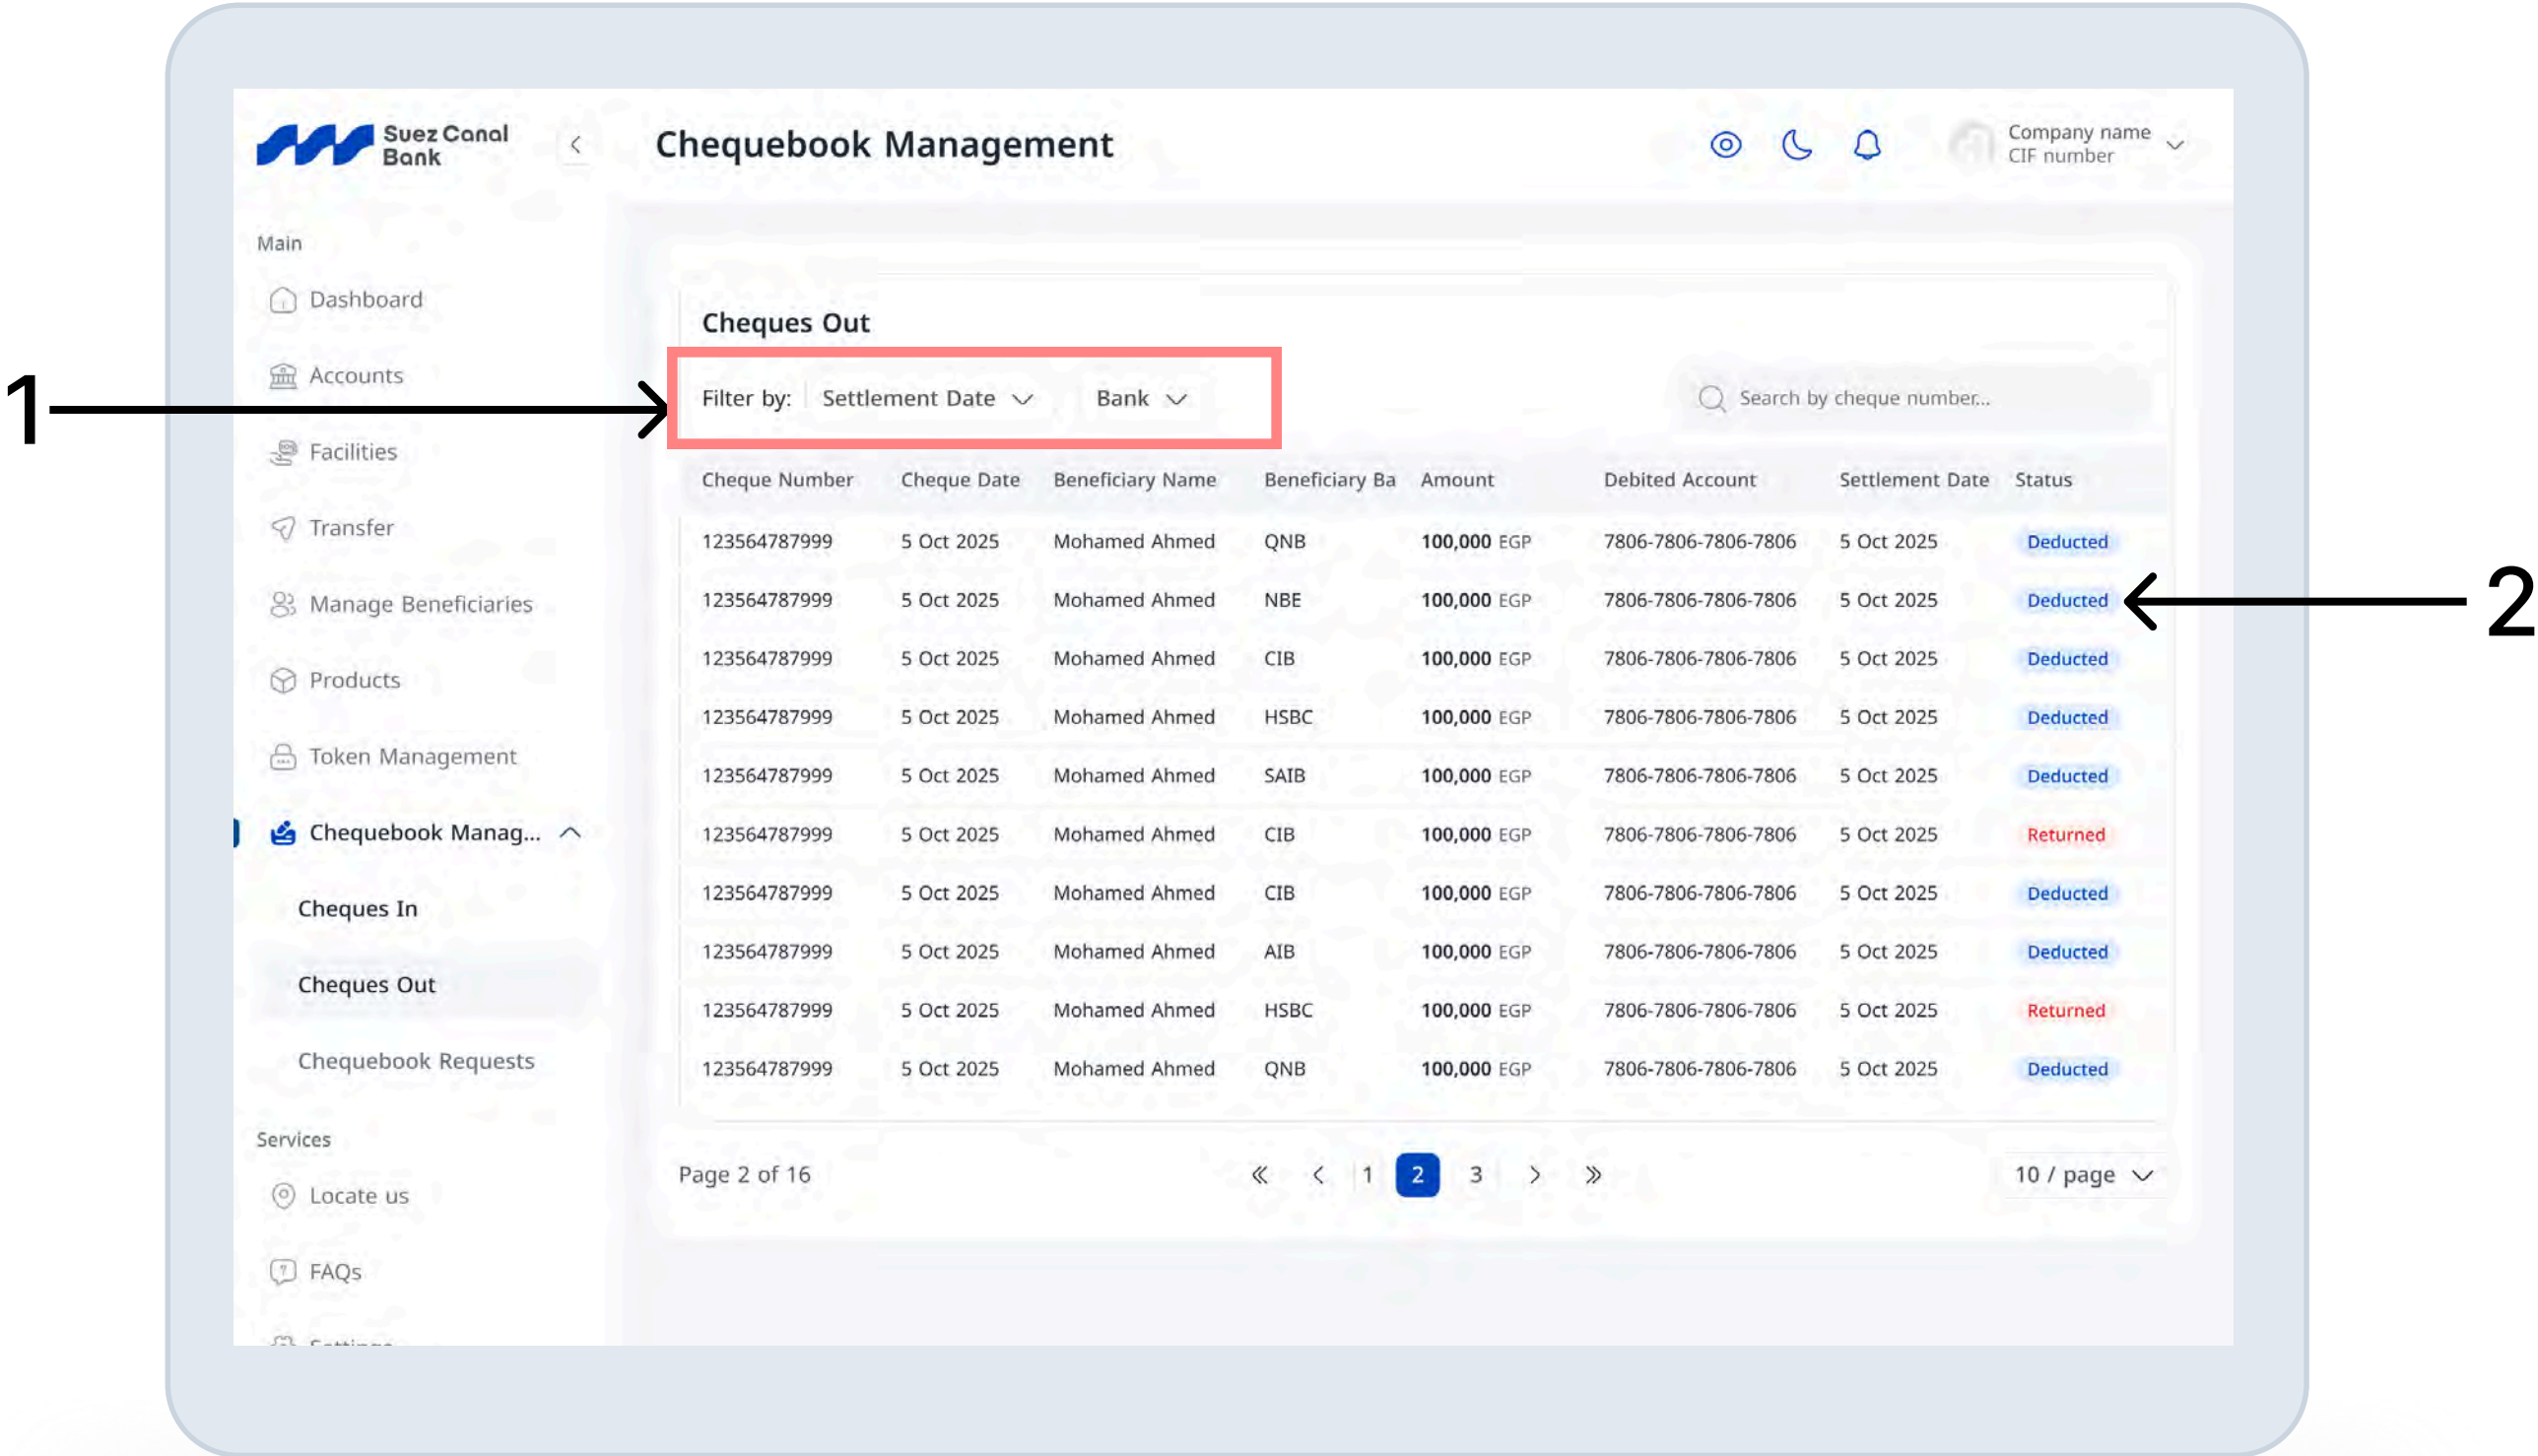 Suez Canal
Bank
Chequebook Management
Company name
CIF number
Main
Dashboard
Accounts
Facilities
Transfer
Manage Beneficiaries
Products
Token Management
Chequebook Manag...
Cheques In
Cheques Out
Chequebook Requests
Services
Locate us
FAQs
1
Cheques Out
Filter by: Settlement Date Bank
Search by cheque number...
Cheque Number Cheque Date Beneficiary Name Beneficiary Ba Amount Debited Account Settlement Date Status
123564787999 5 Oct 2025 Mohamed Ahmed QNB 100,000 EGP 7806-7806-7806-7806 5 Oct 2025 Deducted
123564787999 5 Oct 2025 Mohamed Ahmed NBE 100,000 EGP 7806-7806-7806-7806 5 Oct 2025 Deducted
2
123564787999 5 Oct 2025 Mohamed Ahmed CIB 100,000 EGP 7806-7806-7806-7806 5 Oct 2025 Deducted
123564787999 5 Oct 2025 Mohamed Ahmed HSBC 100,000 EGP 7806-7806-7806-7806 5 Oct 2025 Deducted
123564787999 5 Oct 2025 Mohamed Ahmed SAIB 100,000 EGP 7806-7806-7806-7806 5 Oct 2025 Deducted
123564787999 5 Oct 2025 Mohamed Ahmed CIB 100,000 EGP 7806-7806-7806-7806 5 Oct 2025 Returned
123564787999 5 Oct 2025 Mohamed Ahmed CIB 100,000 EGP 7806-7806-7806-7806 5 Oct 2025 Deducted
123564787999 5 Oct 2025 Mohamed Ahmed AIB 100,000 EGP 7806-7806-7806-7806 5 Oct 2025 Deducted
123564787999 5 Oct 2025 Mohamed Ahmed HSBC 100,000 EGP 7806-7806-7806-7806 5 Oct 2025 Returned
123564787999 5 Oct 2025 Mohamed Ahmed QNB 100,000 EGP 7806-7806-7806-7806 5 Oct 2025 Deducted
Page 2 of 16
« < 1 2 3 > »
10 / page